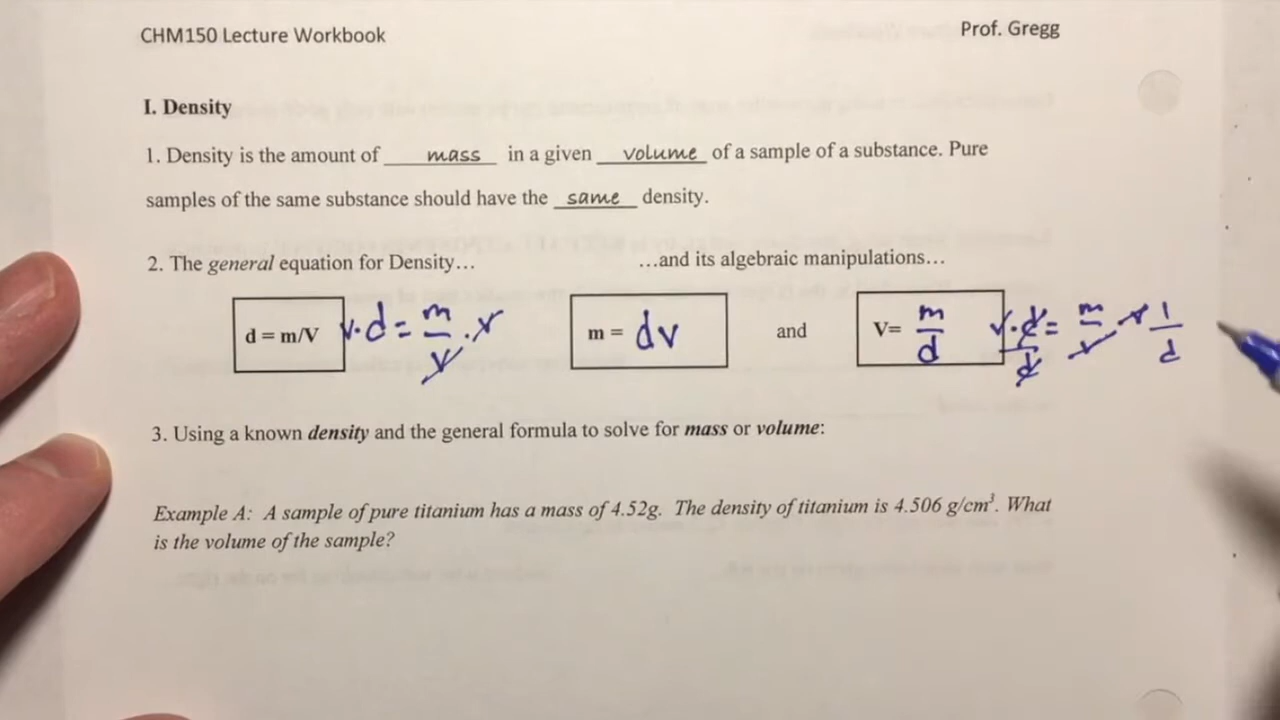 CHM150 Lecture Workbook Prof. Gregg
I. Density
1. Density is the amount of mass in a given volume of a sample of a substance. Pure
samples of the same substance should have the same density.
2. The general equation for Density… …and its algebraic manipulations…
d = m/V V·d = m/V ·V m = dV and V= m/d V·d/d = m/V ·V 1/d
3. Using a known density and the general formula to solve for mass or volume:
Example A: A sample of pure titanium has a mass of 4.52g. The density of titanium is 4.506 g/cm³. What
is the volume of the sample?